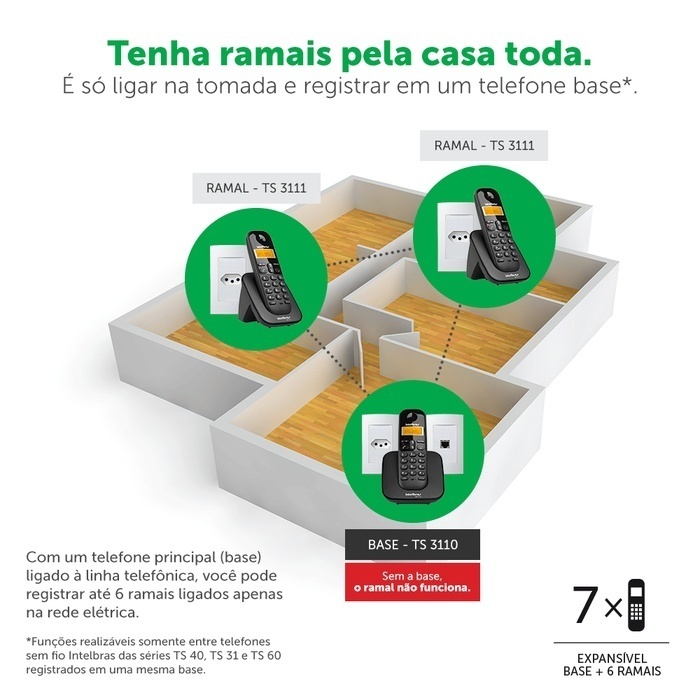 Tenha ramais pela casa toda.
É só ligar na tomada e registrar em um telefone base*.
RAMAL - TS 3111
RAMAL - TS 3111
BASE - TS 3110
Sem a base,
o ramal não funciona.
Com um telefone principal (base)
ligado à linha telefônica, você pode
registrar até 6 ramais ligados apenas
na rede elétrica.
*Funções realizáveis somente entre telefones
sem fio Intelbras das séries TS 40, TS 31 e TS 60
registrados em uma mesma base.
7×
EXPANSÍVEL
BASE + 6 RAMAIS